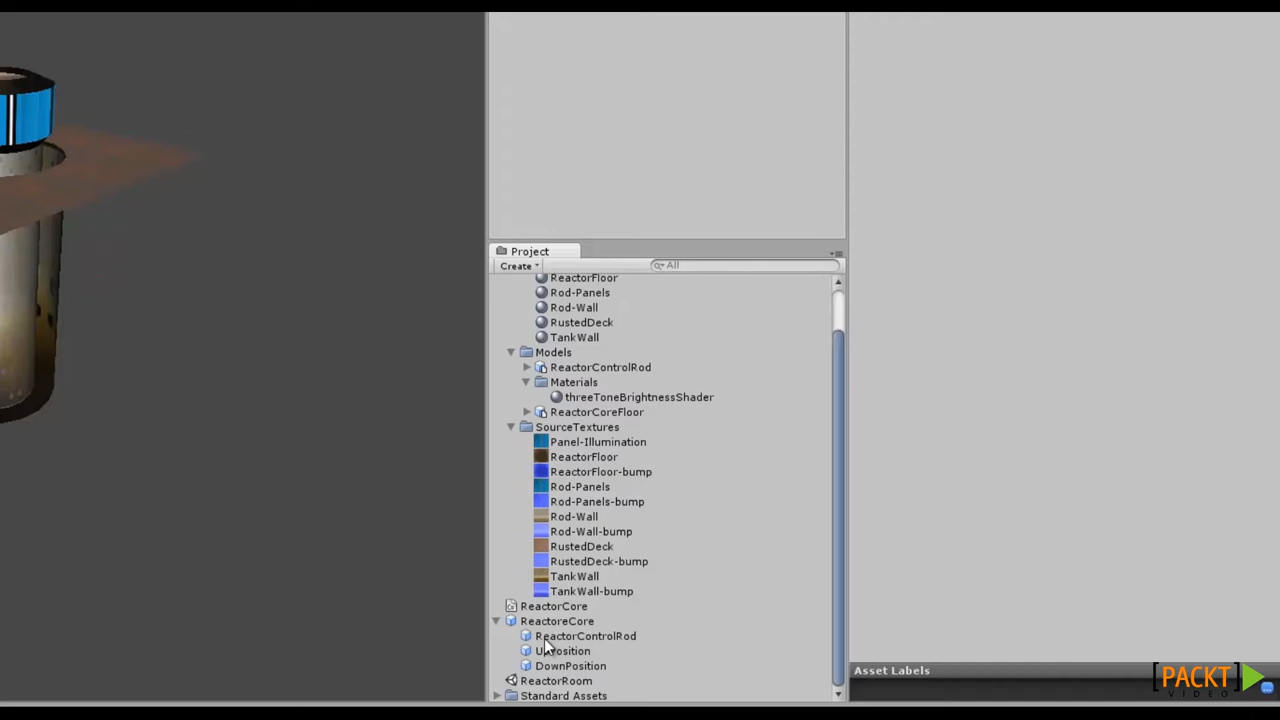 Project
Create
All
ReactorFloor
Rod-Panels
Rod-Wall
RustedDeck
TankWall
Models
ReactorControlRod
Materials
threeToneBrightnessShader
ReactorCoreFloor
SourceTextures
Panel-Illumination
ReactorFloor
ReactorFloor-bump
Rod-Panels
Rod-Panels-bump
Rod-Wall
Rod-Wall-bump
RustedDeck
RustedDeck-bump
TankWall
TankWall-bump
ReactorCore
ReactoreCore
ReactorControlRod
UpPosition
DownPosition
ReactorRoom
Standard Assets
Asset Labels
[PACKT
VIDEO